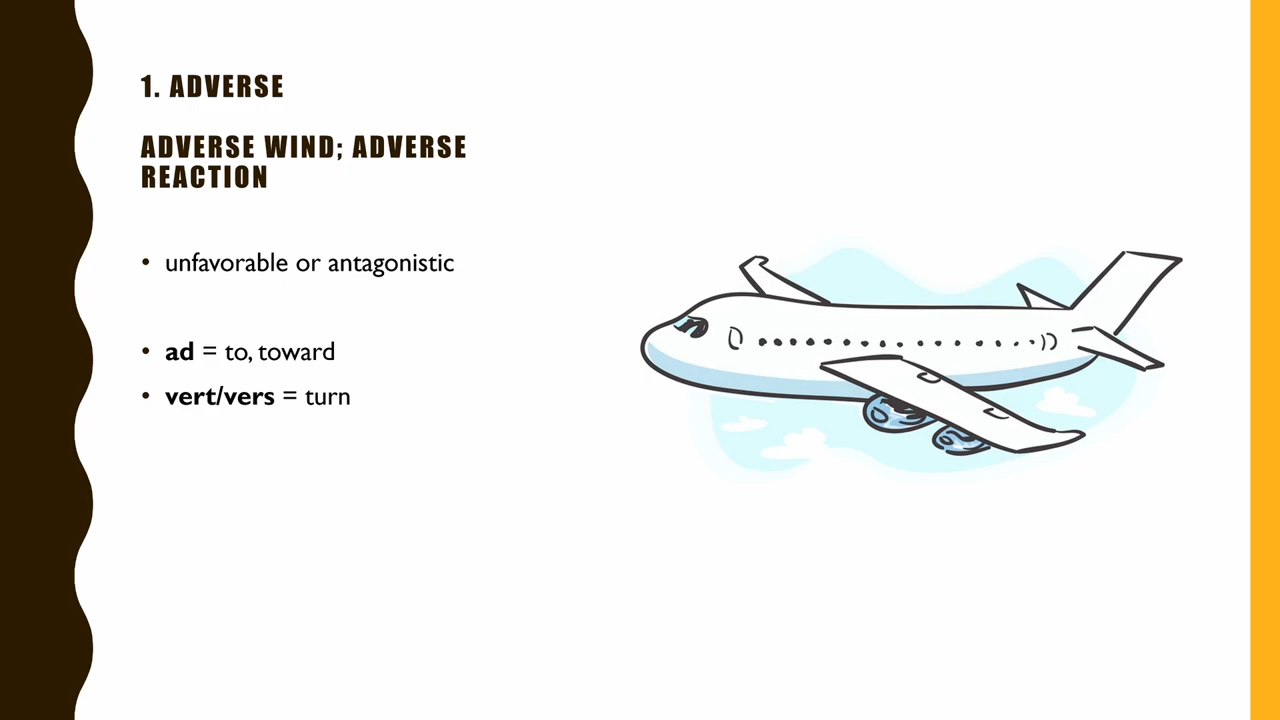 1. ADVERSE
ADVERSE WIND; ADVERSE
REACTION
• unfavorable or antagonistic
• ad = to, toward
• vert/vers = turn